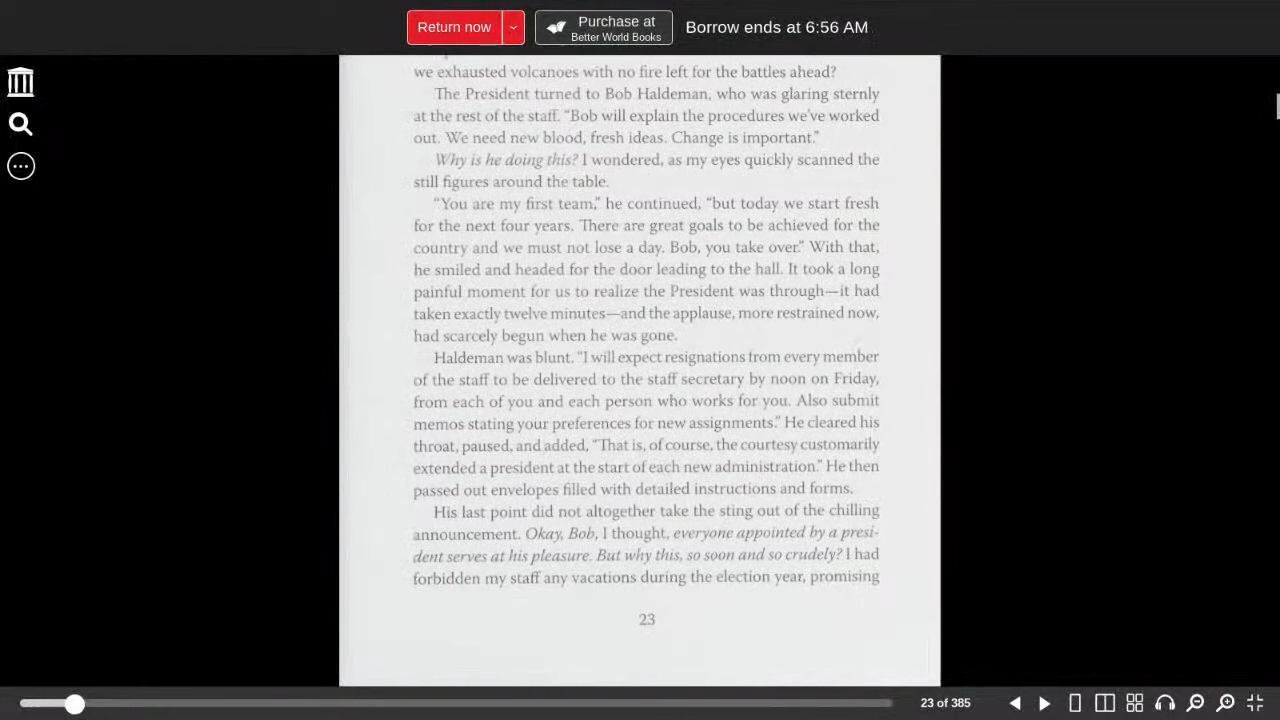 Return now
Purchase at
Better World Books
Borrow ends at 6:56 AM
we exhausted volcanoes with no fire left for the battles ahead?
The President turned to Bob Haldeman, who was glaring sternly
at the rest of the staff. “Bob will explain the procedures we’ve worked
out. We need new blood, fresh ideas. Change is important.”
Why is he doing this? I wondered, as my eyes quickly scanned the
still figures around the table.
“You are my first team,” he continued, “but today we start fresh
for the next four years. There are great goals to be achieved for the
country and we must not lose a day. Bob, you take over.” With that,
he smiled and headed for the door leading to the hall. It took a long
painful moment for us to realize the President was through—it had
taken exactly twelve minutes—and the applause, more restrained now,
had scarcely begun when he was gone.
Haldeman was blunt. “I will expect resignations from every member
of the staff to be delivered to the staff secretary by noon on Friday,
from each of you and each person who works for you. Also submit
memos stating your preferences for new assignments.” He cleared his
throat, paused, and added, “That is, of course, the courtesy customarily
extended a president at the start of each new administration.” He then
passed out envelopes filled with detailed instructions and forms.
His last point did not altogether take the sting out of the chilling
announcement. Okay, Bob, I thought, everyone appointed by a presi-
dent serves at his pleasure. But why this, so soon and so crudely? I had
forbidden my staff any vacations during the election year, promising
23
23 of 385